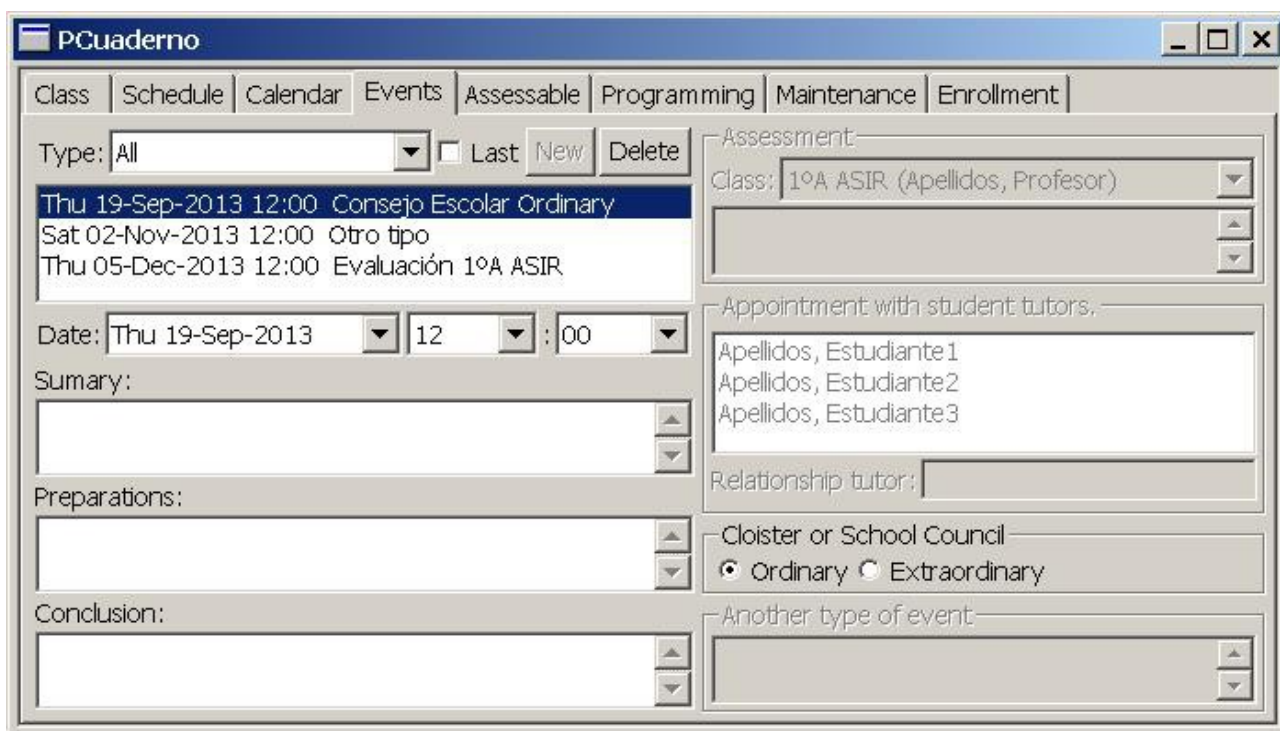 PCuaderno
Class Schedule Calendar Events Assessable Programming Maintenance Enrollment
Type: All Last New Delete
Thu 19-Sep-2013 12:00 Consejo Escolar Ordinary
Sat 02-Nov-2013 12:00 Otro tipo
Thu 05-Dec-2013 12:00 Evaluación 1ºA ASIR
Date: Thu 19-Sep-2013 12 : 00
Sumary:
Preparations:
Conclusion:
Assessment
Class: 1ºA ASIR (Apellidos, Profesor)
Appointment with student tutors.
Apellidos, Estudiante1
Apellidos, Estudiante2
Apellidos, Estudiante3
Relationship tutor:
Cloister or School Council
Ordinary Extraordinary
Another type of event